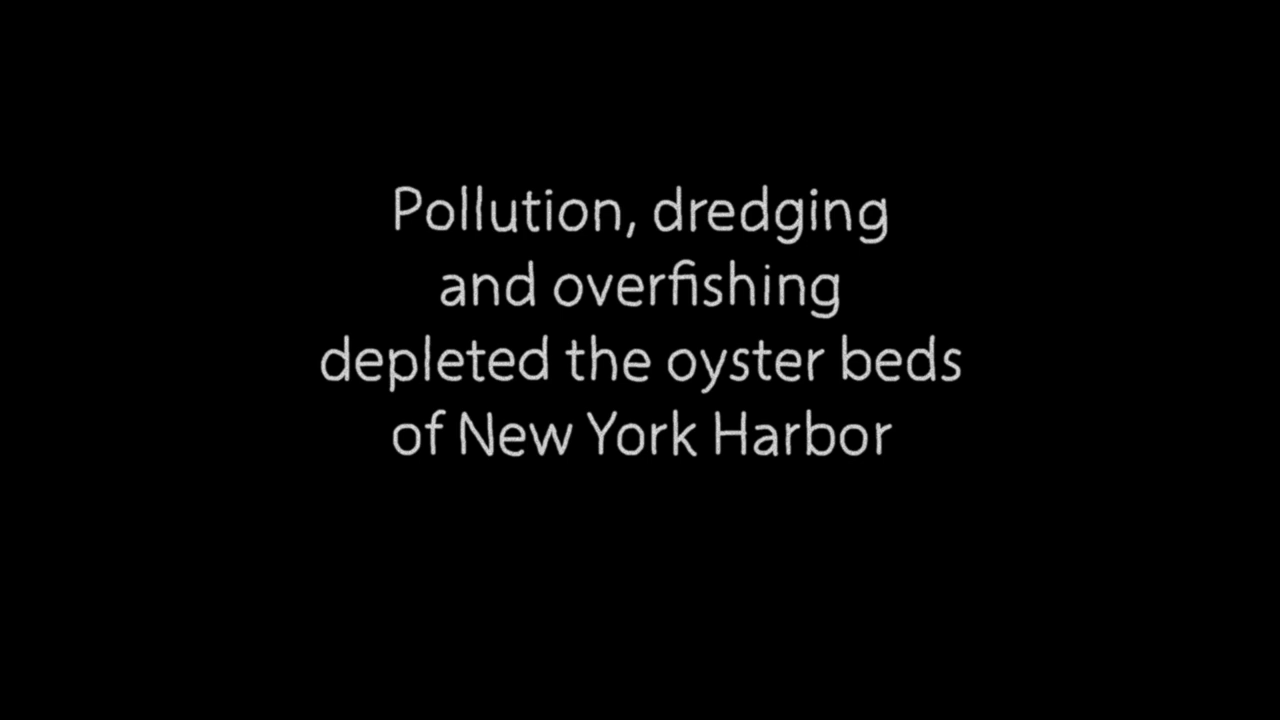 Pollution, dredging
and overfishing
depleted the oyster beds
of New York Harbor